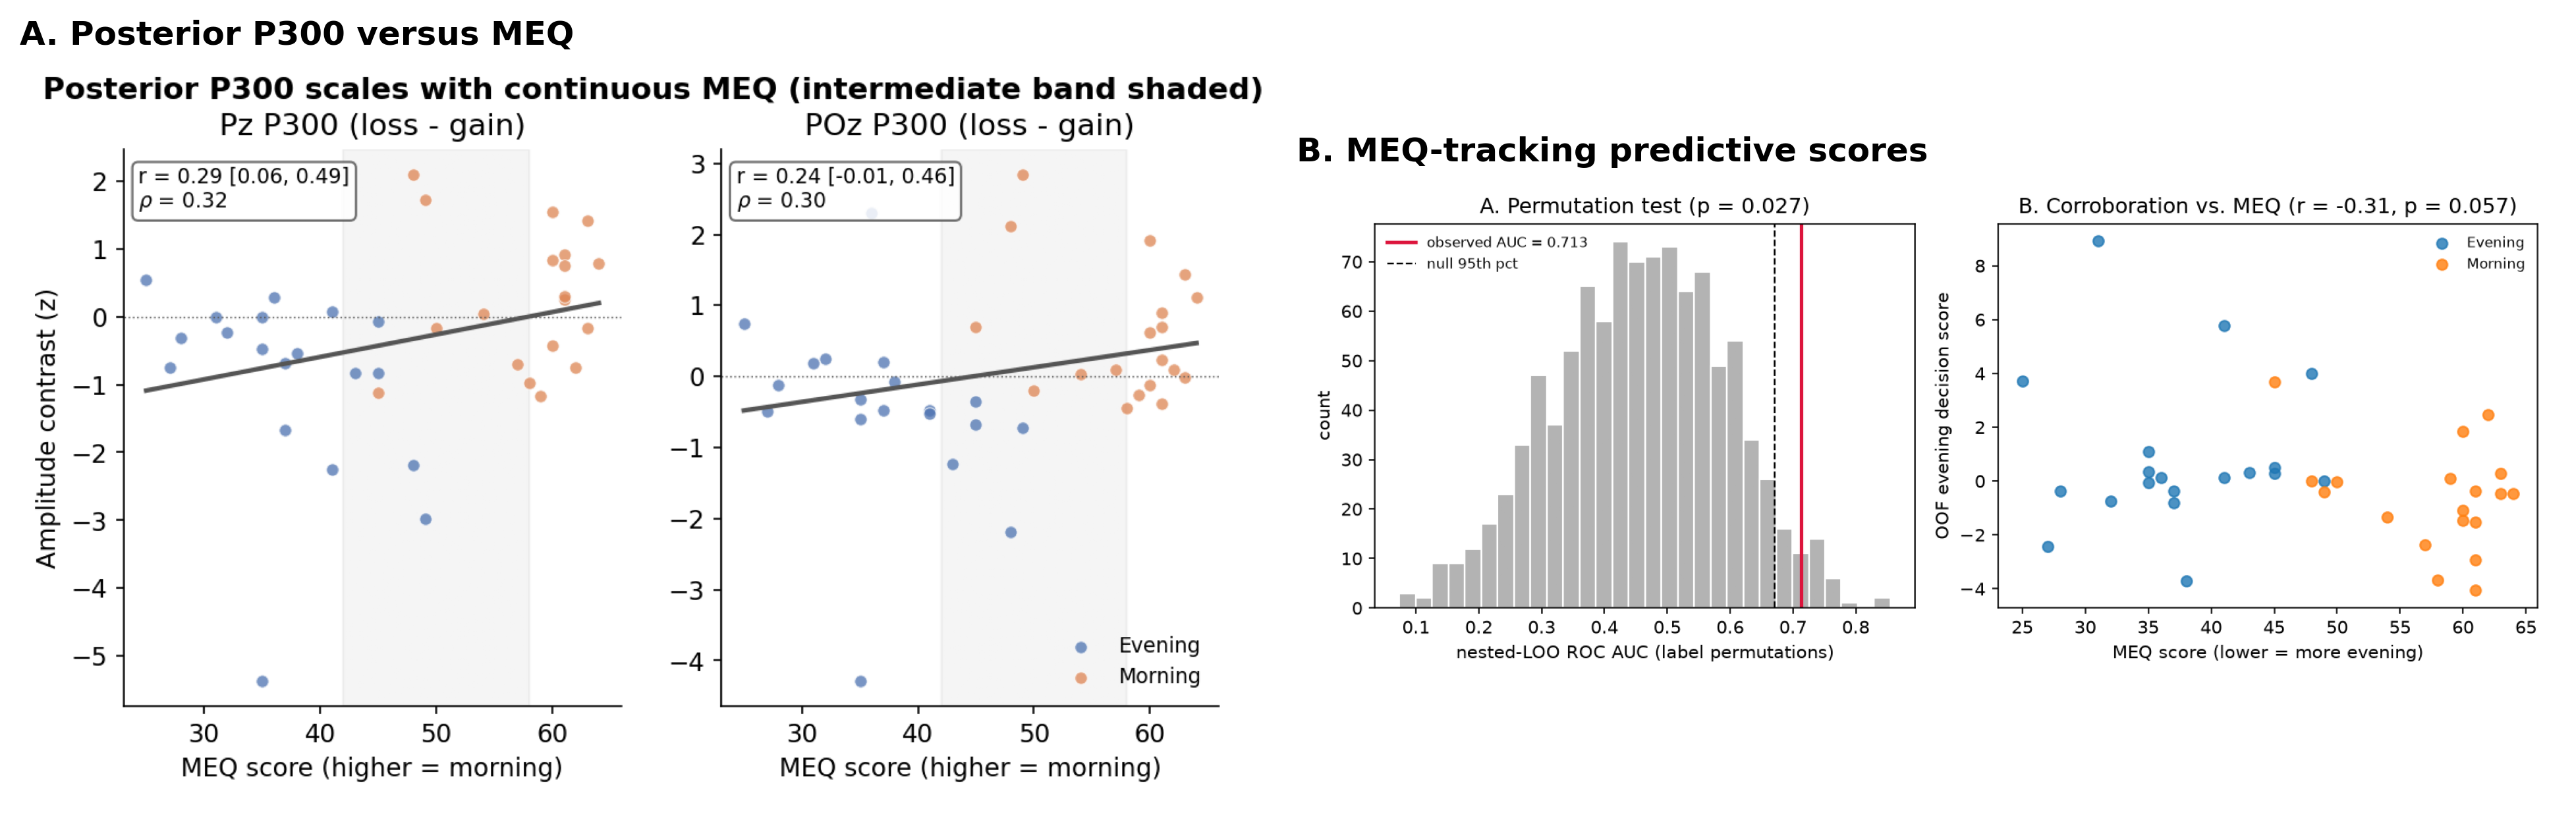 A. Posterior P300 versus MEQ
Posterior P300 scales with continuous MEQ (intermediate band shaded)
Pz P300 (loss - gain)
r = 0.29 [0.06, 0.49]
ρ = 0.32
2
1
0
−1
−2
−3
−4
−5
Amplitude contrast (z)
30 40 50 60
MEQ score (higher = morning)
POz P300 (loss - gain)
r = 0.24 [-0.01, 0.46]
ρ = 0.30
3
2
1
0
−1
−2
−3
−4
Evening
Morning
30 40 50 60
MEQ score (higher = morning)
B. MEQ-tracking predictive scores
A. Permutation test (p = 0.027)
observed AUC = 0.713
null 95th pct
70
60
50
40
30
20
10
0
count
0.1 0.2 0.3 0.4 0.5 0.6 0.7 0.8
nested-LOO ROC AUC (label permutations)
B. Corroboration vs. MEQ (r = -0.31, p = 0.057)
Evening
Morning
8
6
4
2
0
−2
−4
OOF evening decision score
25 30 35 40 45 50 55 60 65
MEQ score (lower = more evening)